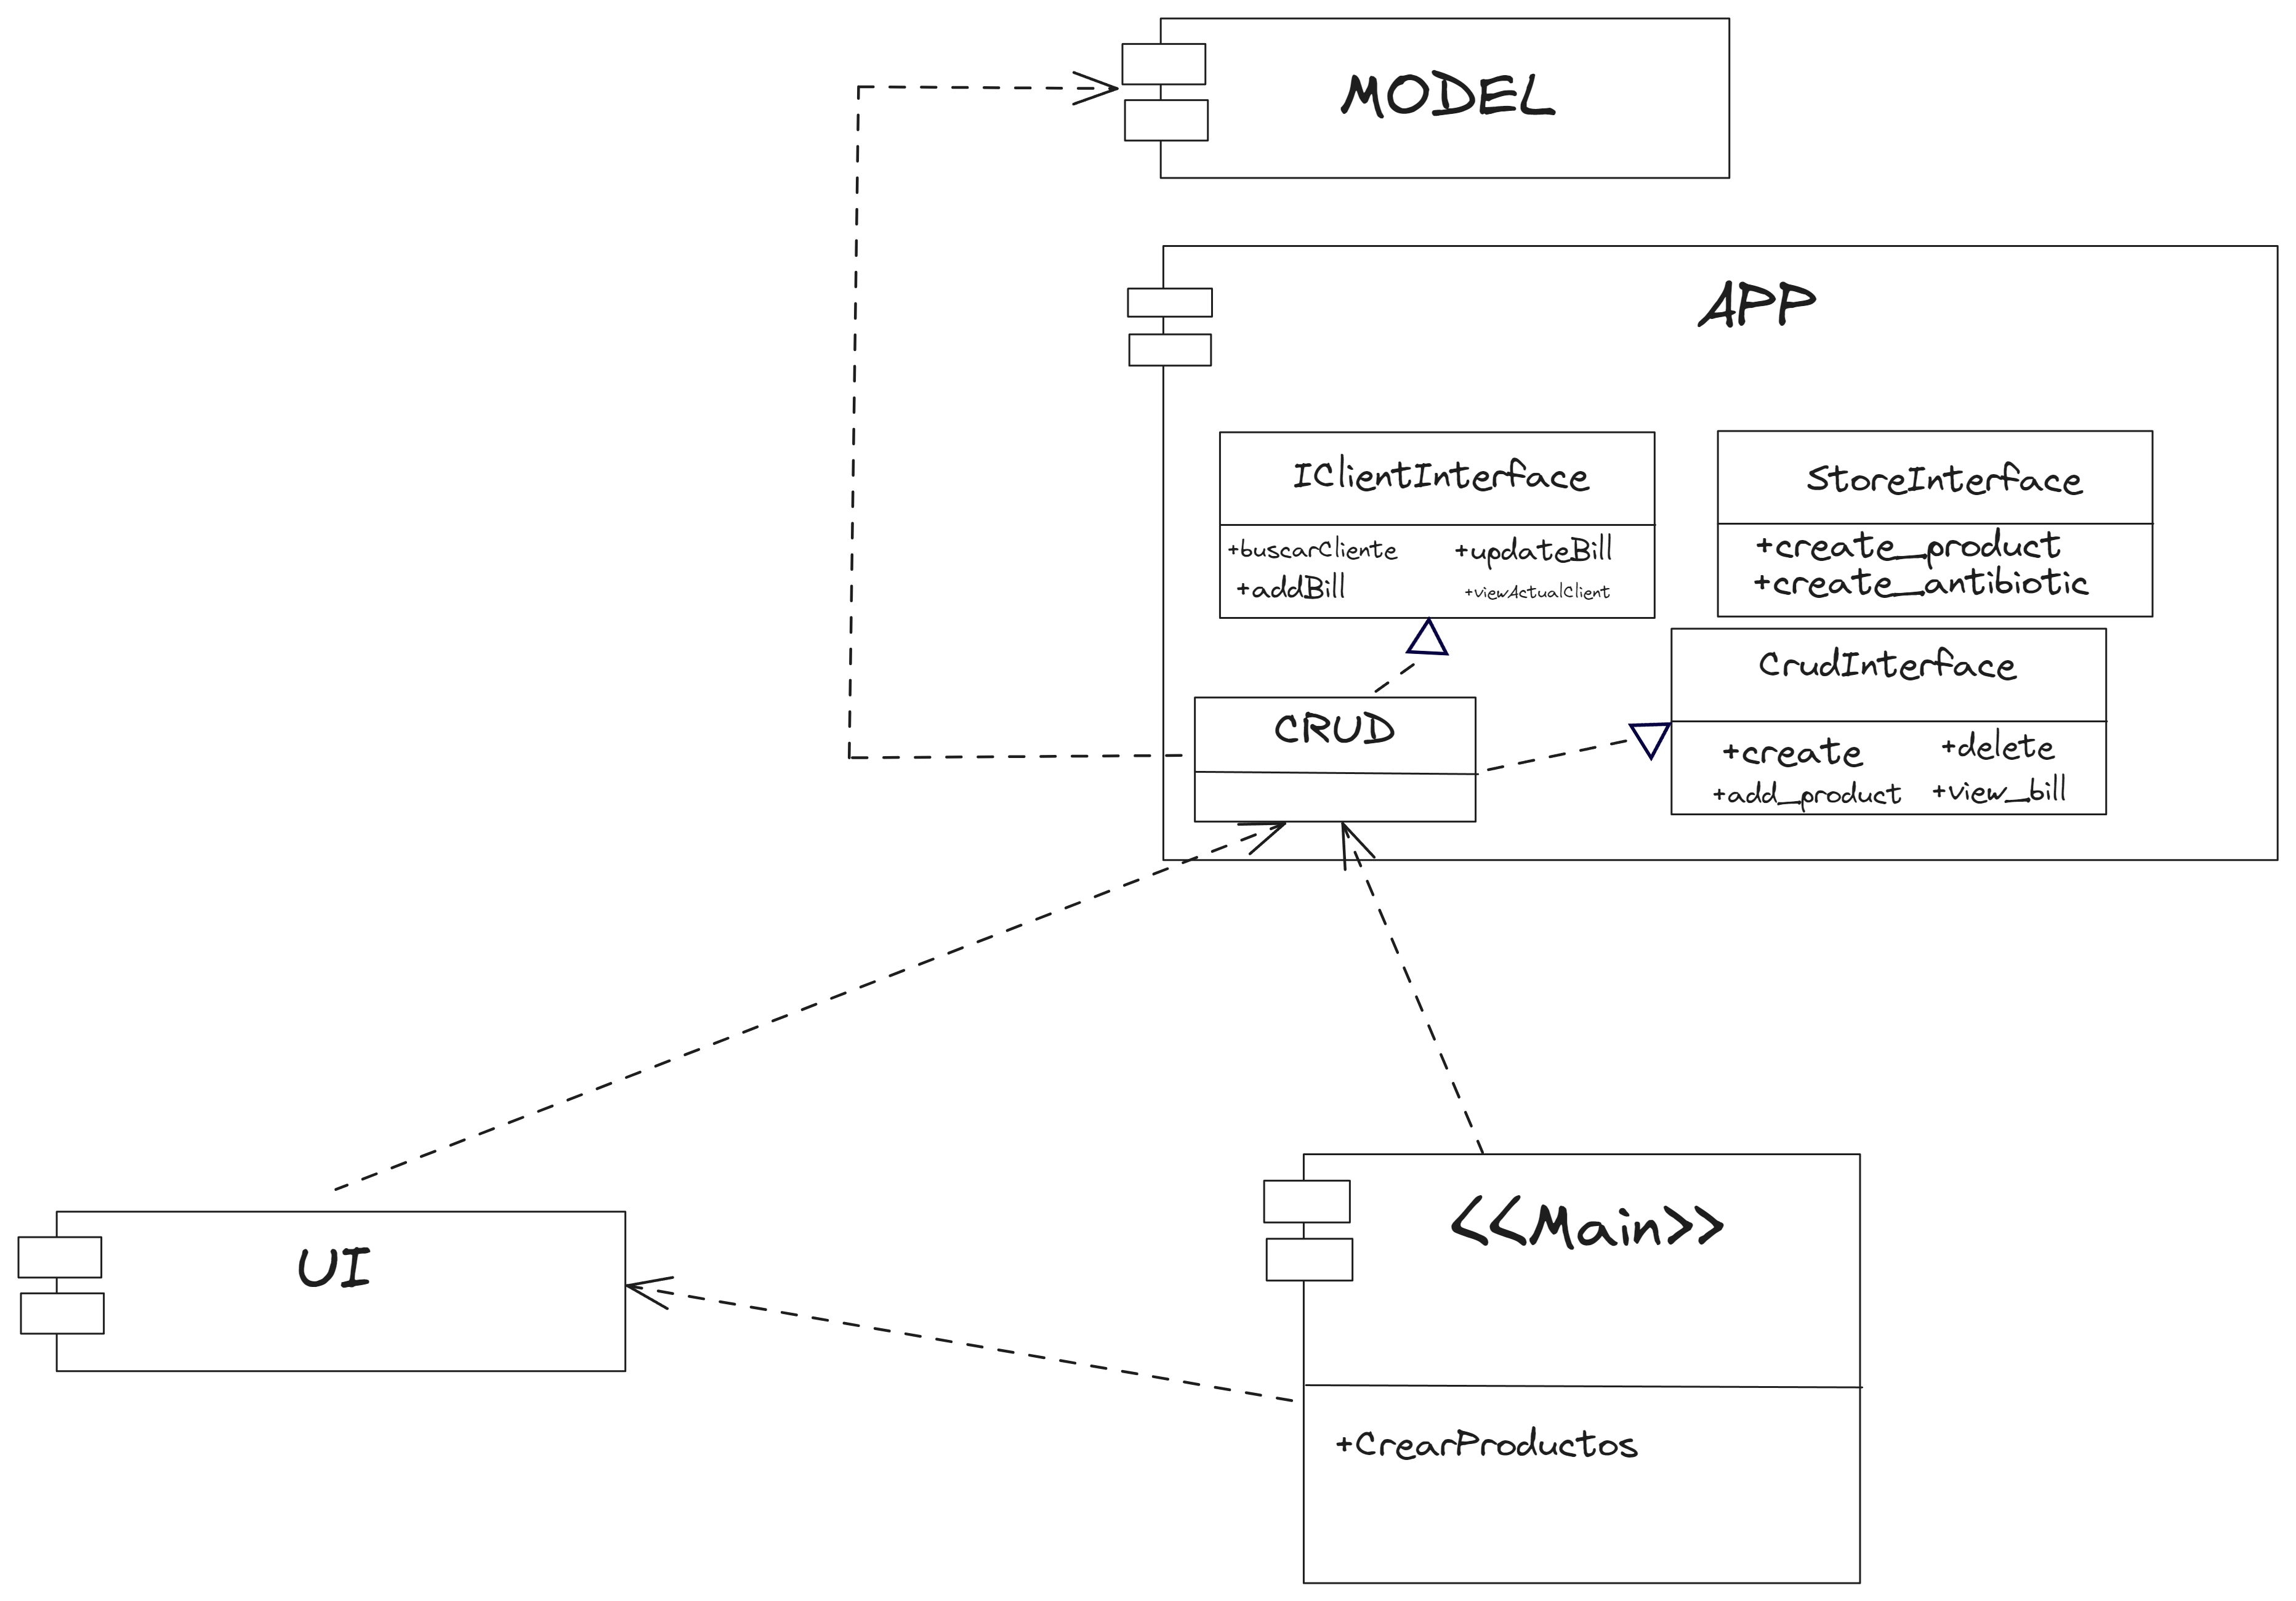 MODEL
APP
IClientInterface
+buscarCliente +updateBill
+addBill +viewActualClient
StoreInterface
+create_product
+create_antibiotic
CRUD
CrudInterface
+create +delete
+add_product +view_bill
UI
<<Main>>
+CrearProductos